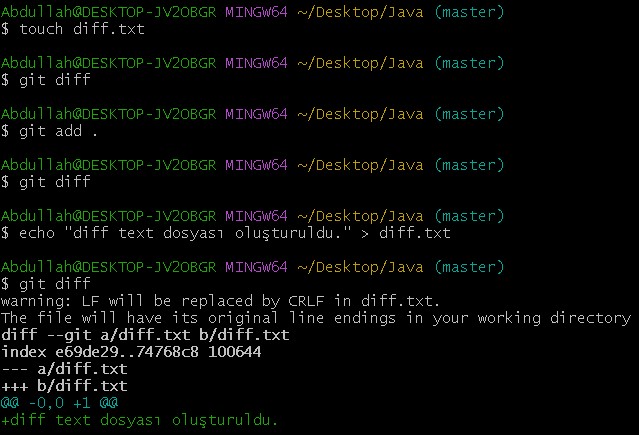 Abdullah@DESKTOP-JV2OBGR MINGW64 ~/Desktop/Java (master)
$ touch diff.txt
Abdullah@DESKTOP-JV2OBGR MINGW64 ~/Desktop/Java (master)
$ git diff
Abdullah@DESKTOP-JV2OBGR MINGW64 ~/Desktop/Java (master)
$ git add .
Abdullah@DESKTOP-JV2OBGR MINGW64 ~/Desktop/Java (master)
$ git diff
Abdullah@DESKTOP-JV2OBGR MINGW64 ~/Desktop/Java (master)
$ echo "diff text dosyası oluşturuldu." > diff.txt
Abdullah@DESKTOP-JV2OBGR MINGW64 ~/Desktop/Java (master)
$ git diff
warning: LF will be replaced by CRLF in diff.txt.
The file will have its original line endings in your working directory
diff --git a/diff.txt b/diff.txt
index e69de29..74768c8 100644
--- a/diff.txt
+++ b/diff.txt
@@ -0,0 +1 @@
+diff text dosyası oluşturuldu.